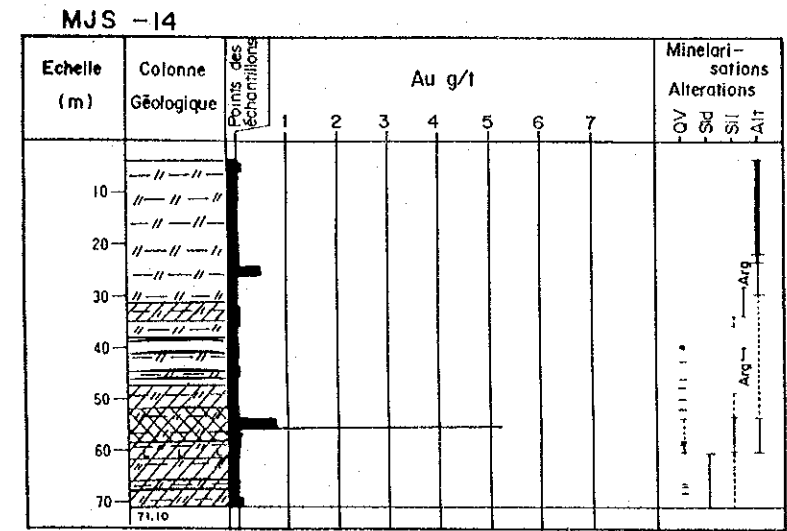 MJS -14
Echelle
(m)
Colonne
Gēologique
Points des
échantillons
Au g/t
1 2 3 4 5 6 7
Minelari-
sations
Alterations
QV Sid Sil Alt
10
20
30
40
50
60
70
Arg
Arg
71.10